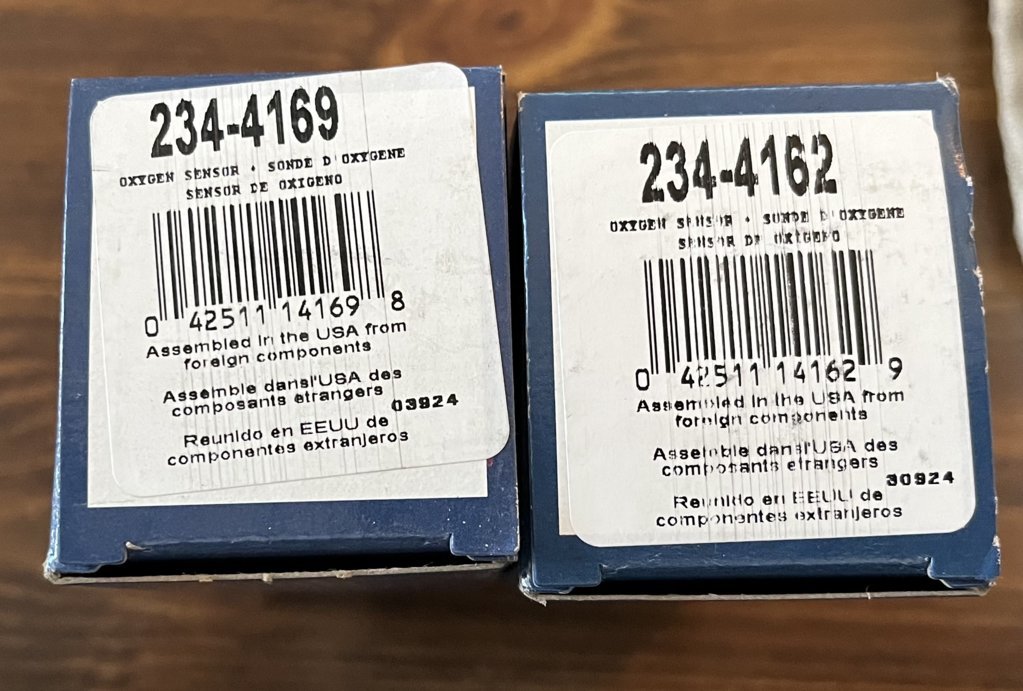 234-4169
OXYGEN SENSOR • SONDE D'OXYGENE
SENSOR DE OXIGENO
0 42511 14169 8
Assembled in the USA from
foreign components
Assemble dansl'USA des
composants etrangers
03924
Reunido en EEUU de
componentes extranjeros
234-4162
OXYGEN SENSOR • SONDE D'OXYGENE
SENSOR DE OXIGENO
0 42511 14162 9
Assembled in the USA from
foreign components
Assemble dansl'USA des
composants etrangers
30924
Reunido en EEUU de
componentes extranjeros